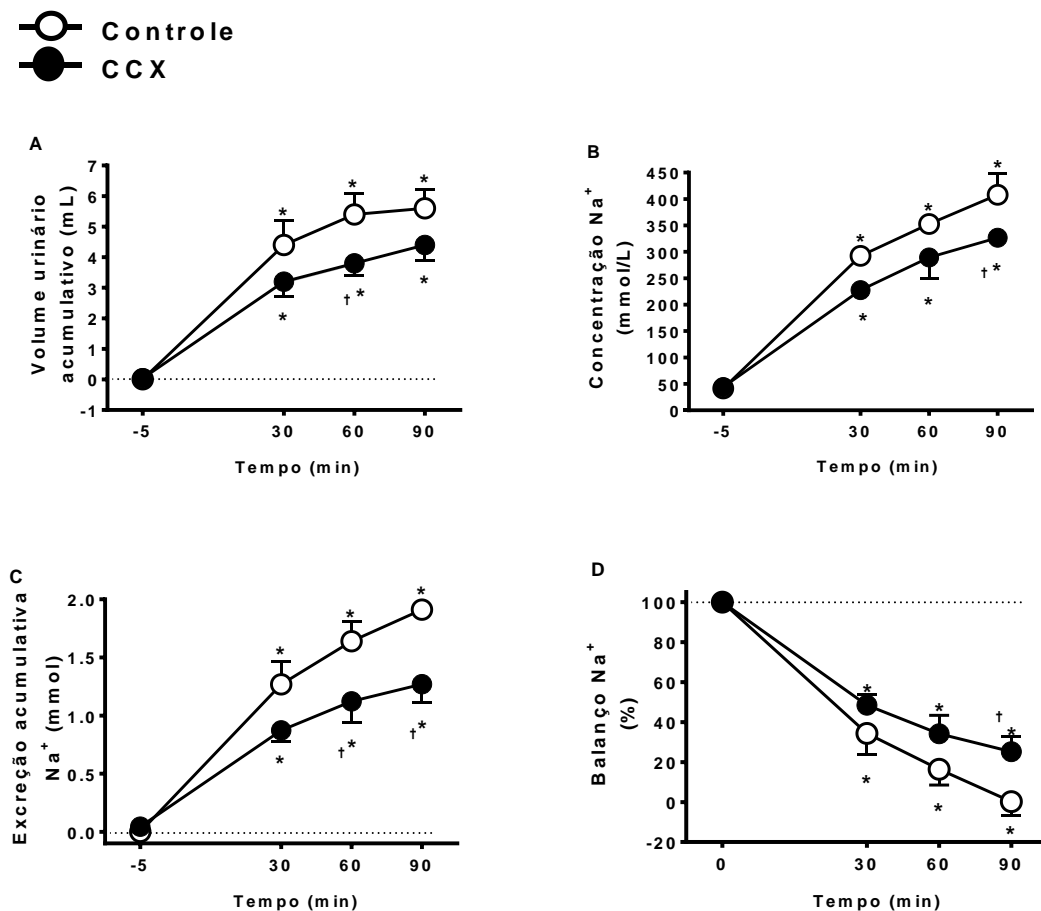 Controle
CCX
A
Volume urinário
acumulativo (mL)
7
6
5
4
3
2
1
0
-1
* * *
* †* *
-5 30 60 90
Tempo (min)
B
Concentração Na⁺
(mmol/L)
450
400
350
300
250
200
150
100
50
0
* * *
* * †*
-5 30 60 90
Tempo (min)
C
Excreção acumulativa
Na⁺ (mmol)
2.0
1.5
1.0
0.5
0.0
* * *
* †* †*
-5 30 60 90
Tempo (min)
D
Balanço Na⁺
(%)
100
80
60
40
20
0
-20
* * †*
* * *
0 30 60 90
Tempo (min)